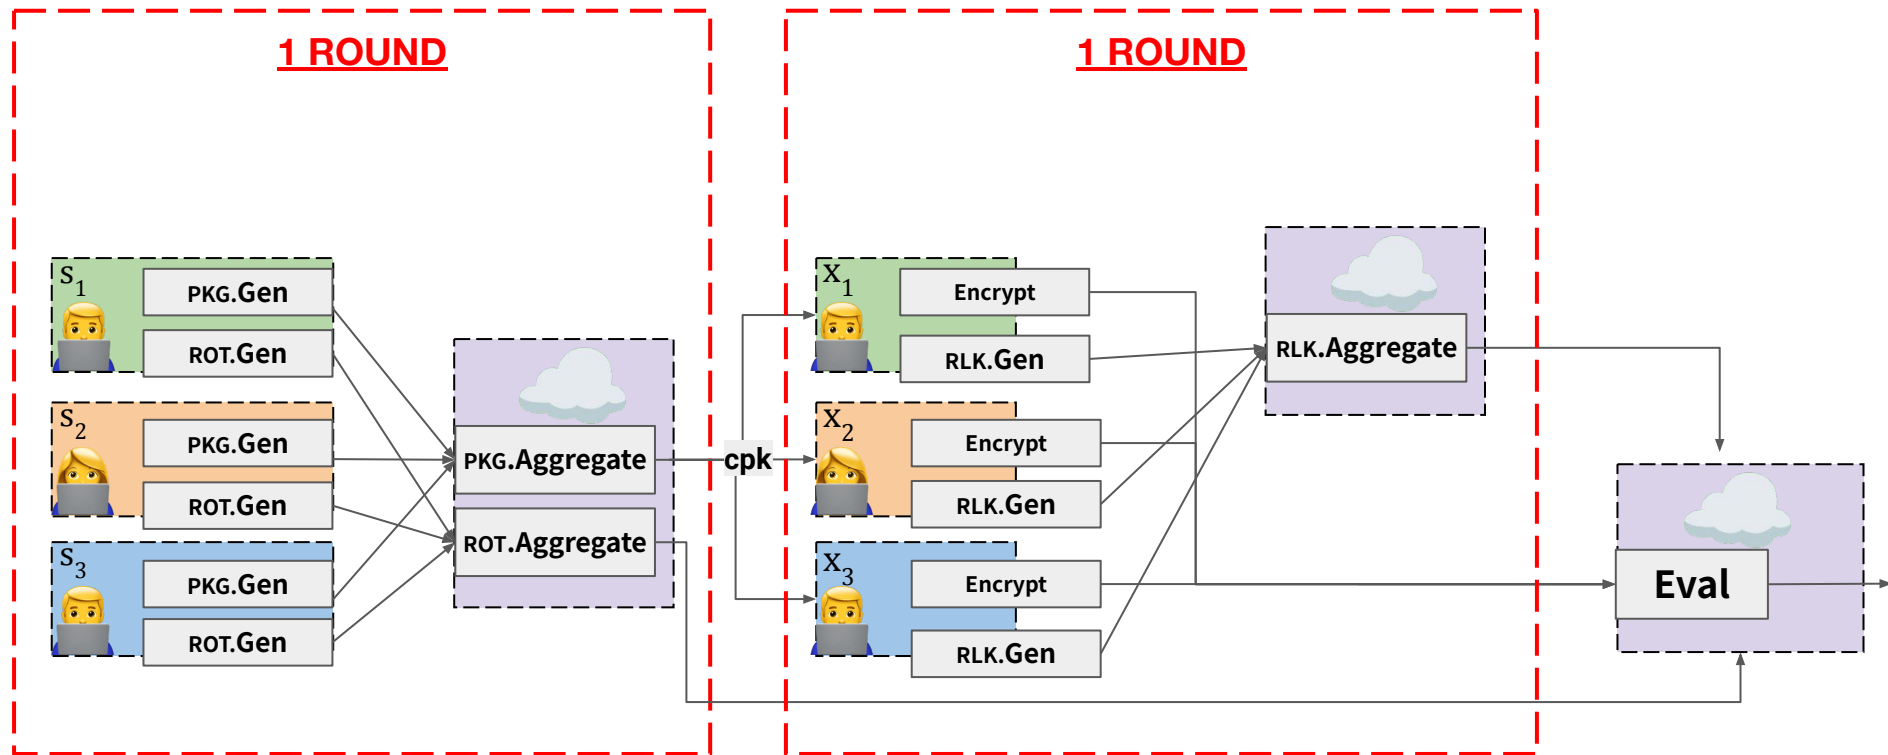 1 ROUND
1 ROUND
s1
PKG.Gen
ROT.Gen
s2
PKG.Gen
ROT.Gen
s3
PKG.Gen
ROT.Gen
PKG.Aggregate
ROT.Aggregate
cpk
x1
Encrypt
RLK.Gen
x2
Encrypt
RLK.Gen
x3
Encrypt
RLK.Gen
RLK.Aggregate
Eval